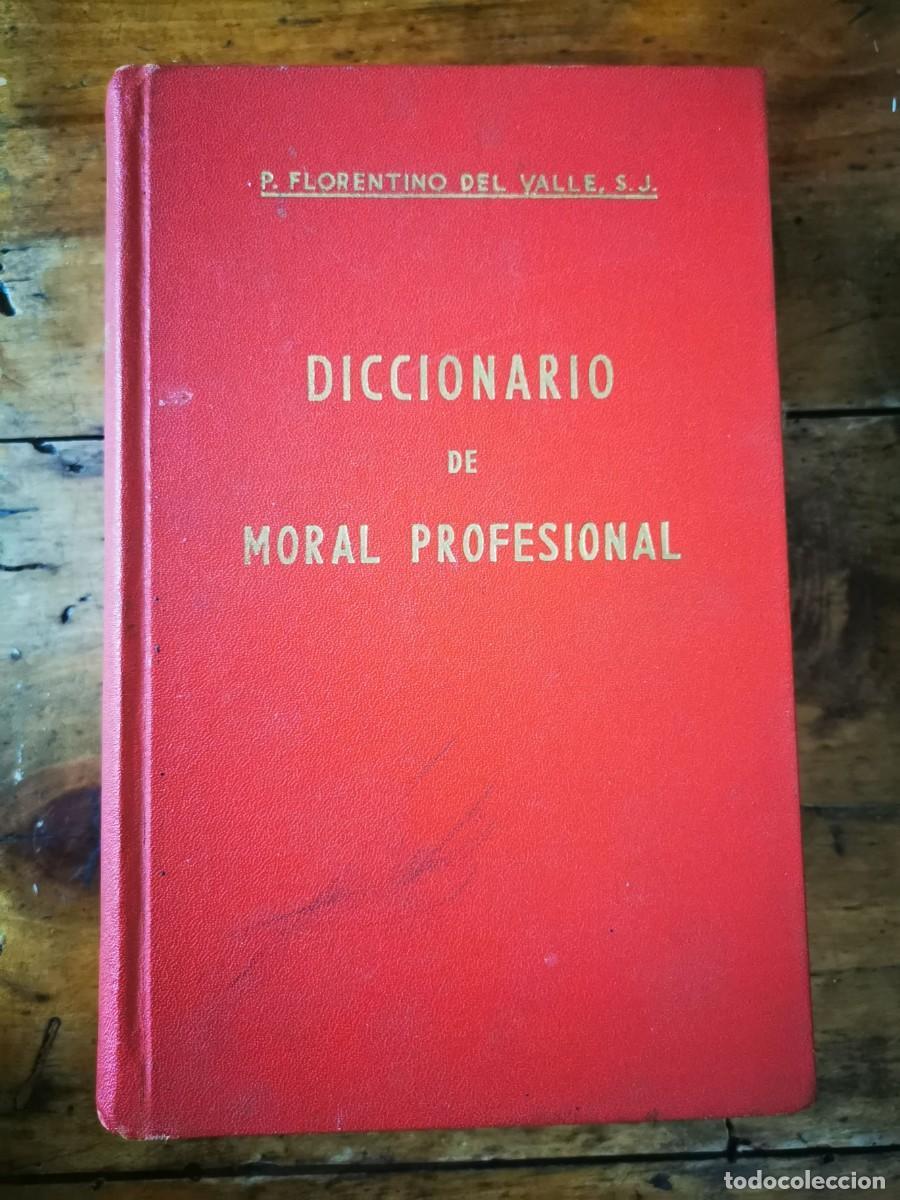 P. FLORENTINO DEL VALLE, S. J.
DICCIONARIO
DE
MORAL PROFESIONAL
todocoleccion